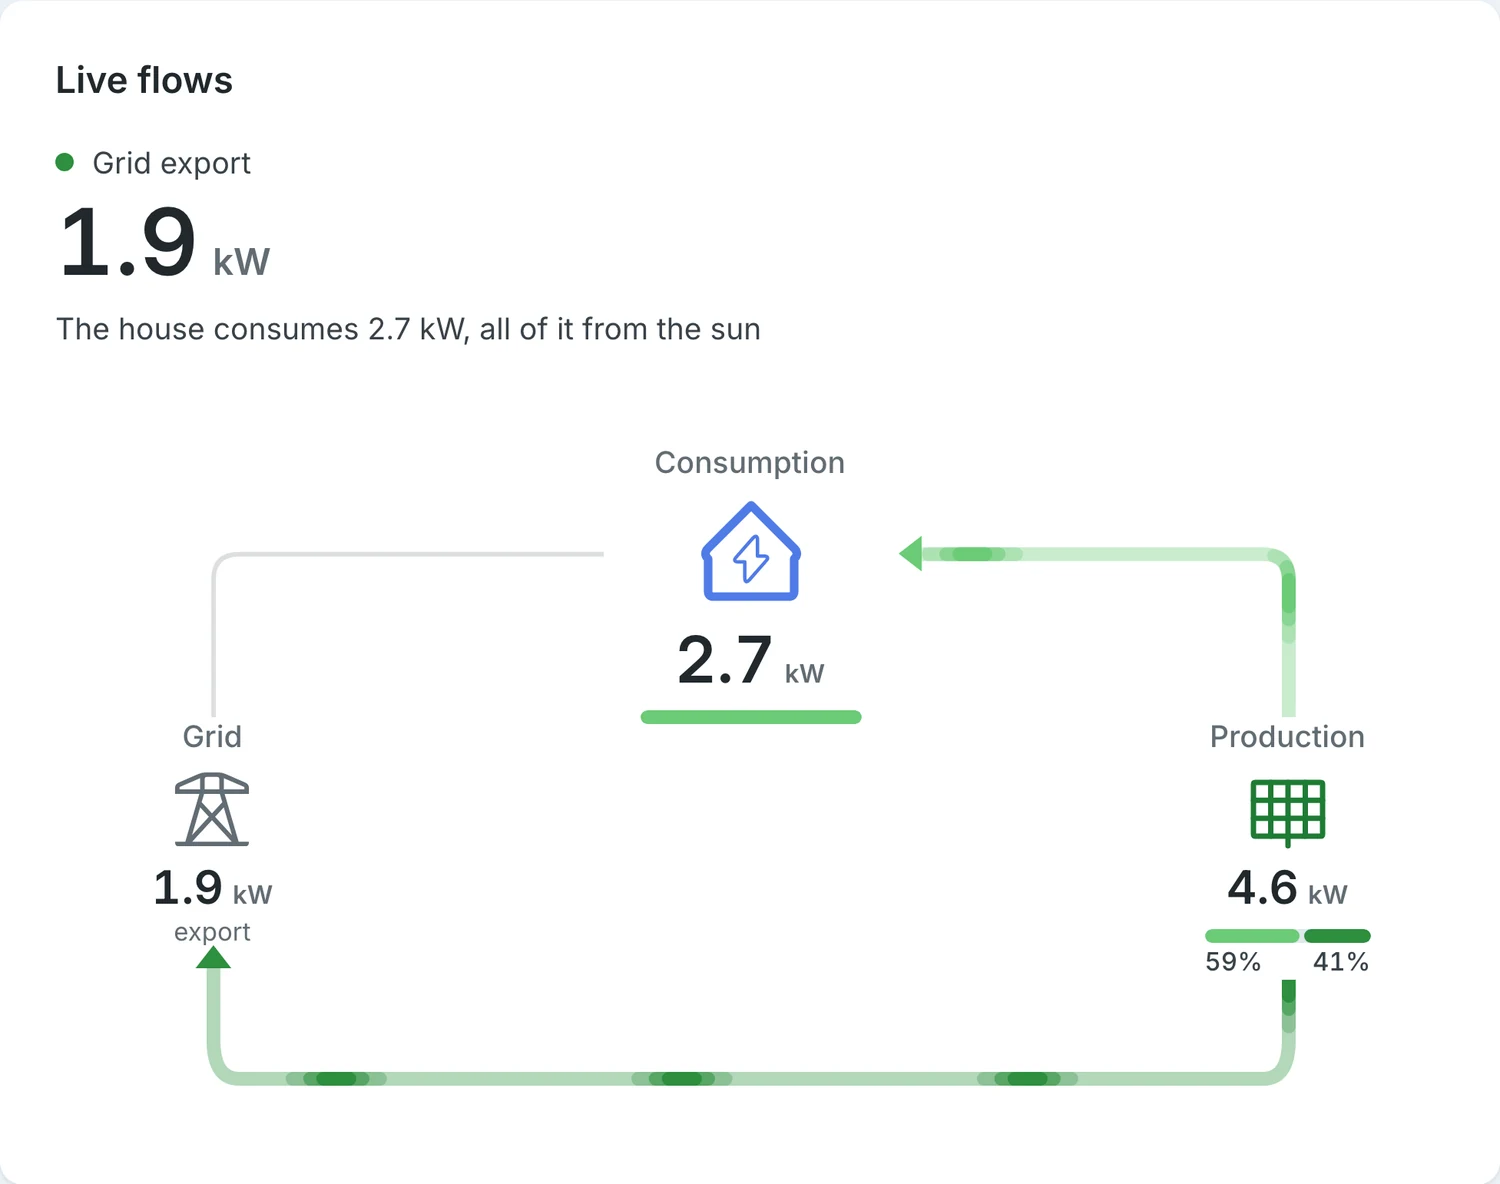 Live flows
Grid export
1.9 kW
The house consumes 2.7 kW, all of it from the sun
Consumption
2.7 kW
Grid
1.9 kW
export
Production
4.6 kW
59% 41%